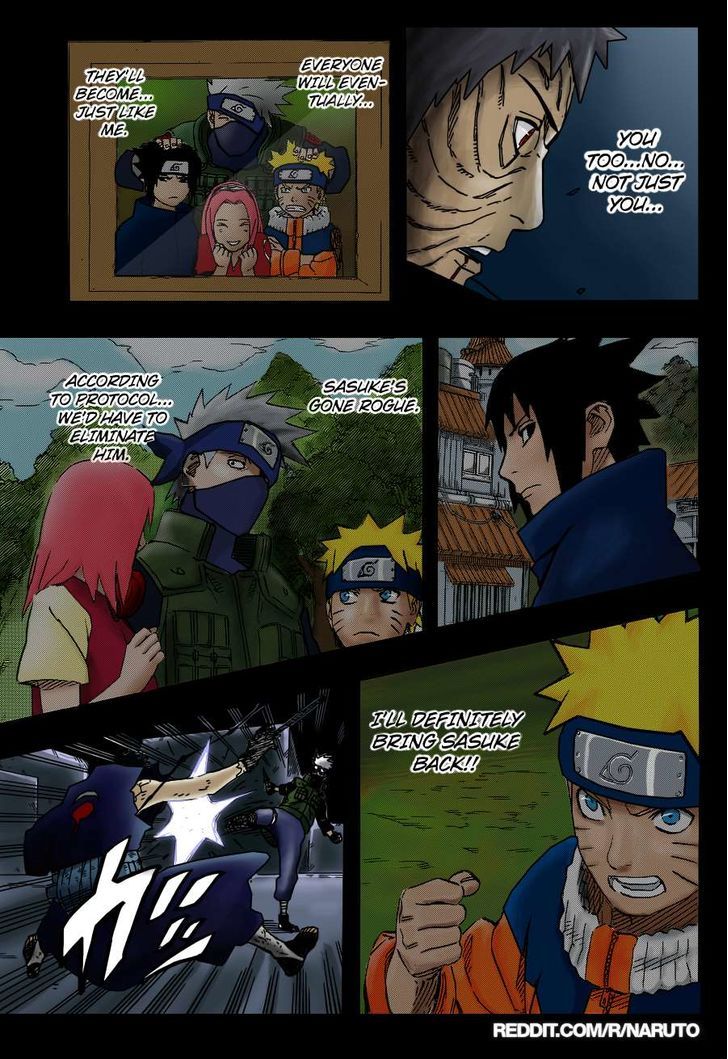 YOU
TOO...NO...
NOT JUST
YOU...
EVERYONE
WILL EVEN-
TUALLY...
THEY'LL
BECOME...
JUST LIKE
ME.
SASUKE'S
GONE ROGUE.
ACCORDING
TO PROTOCOL...
WE'D HAVE TO
ELIMINATE
HIM.
I'LL DEFINITELY
BRING SASUKE
BACK!!
ガッ
REDDIT.COM/R/NARUTO